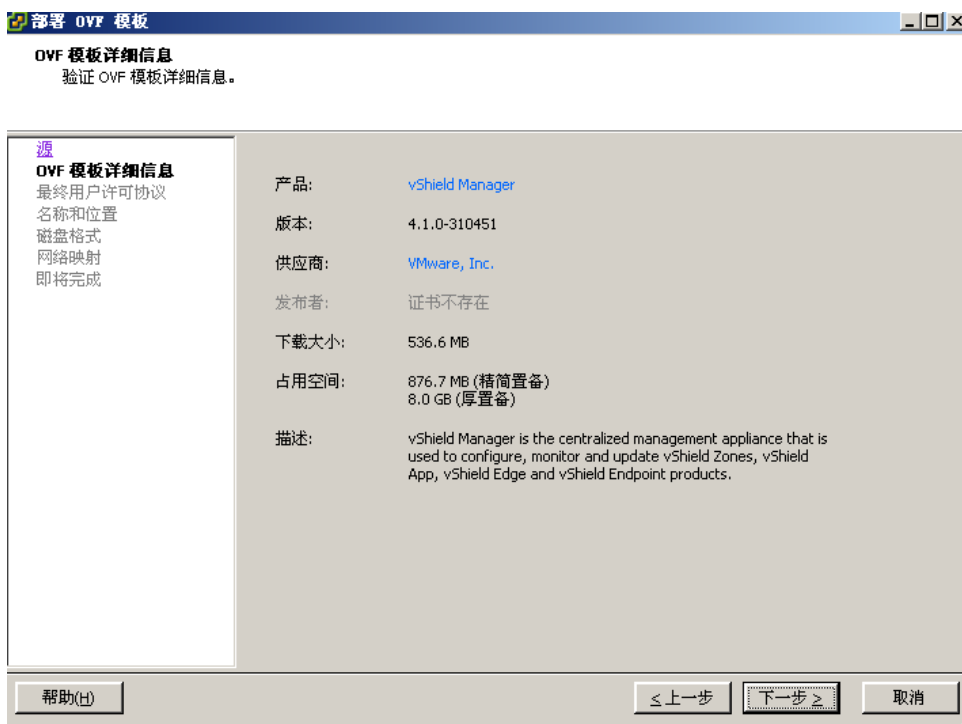 部署 OVF 模板
OVF 模板详细信息
验证 OVF 模板详细信息。
源
OVF 模板详细信息
最终用户许可协议
名称和位置
磁盘格式
网络映射
即将完成
产品: vShield Manager
版本: 4.1.0-310451
供应商: VMware, Inc.
发布者: 证书不存在
下载大小: 536.6 MB
占用空间: 876.7 MB (精简置备)
8.0 GB (厚置备)
描述: vShield Manager is the centralized management appliance that is
used to configure, monitor and update vShield Zones, vShield
App, vShield Edge and vShield Endpoint products.
帮助(H) ≤上一步 下一步≥ 取消